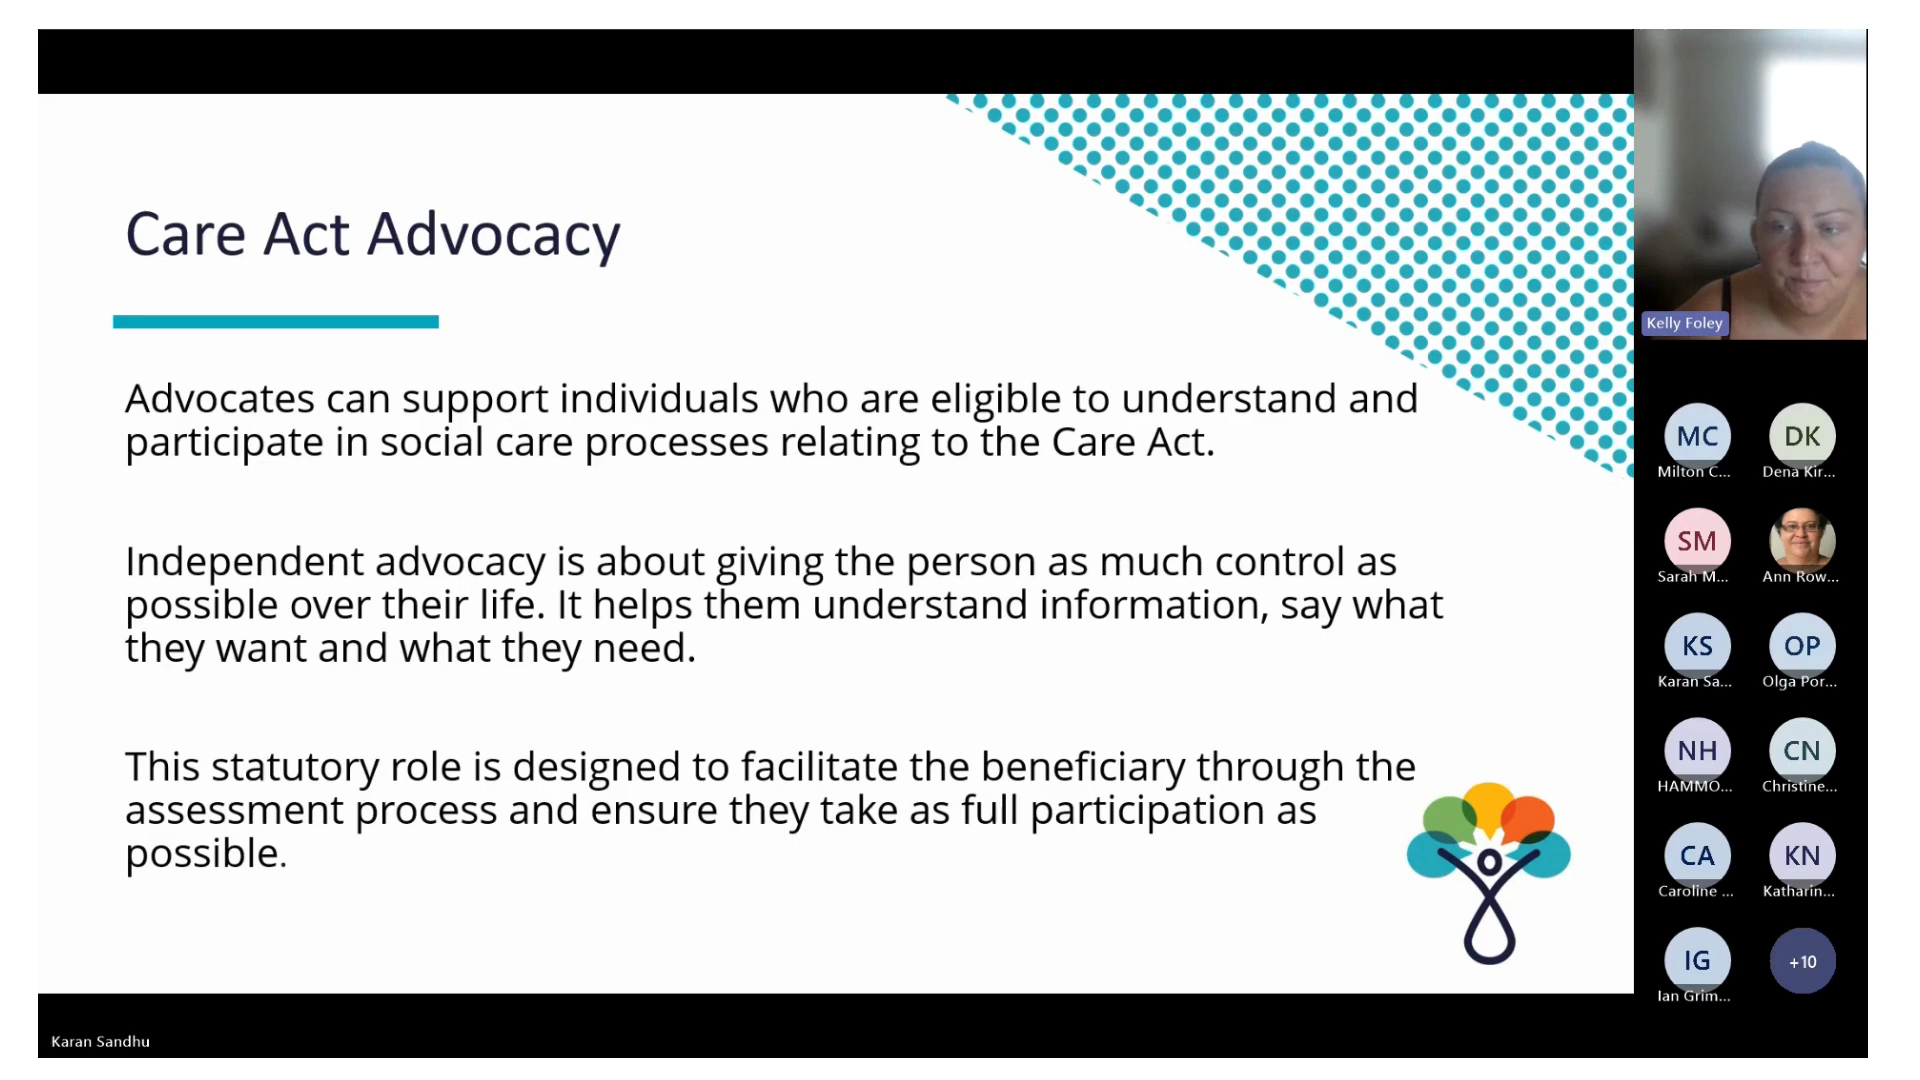 Care Act Advocacy
Advocates can support individuals who are eligible to understand and
participate in social care processes relating to the Care Act.
Independent advocacy is about giving the person as much control as
possible over their life. It helps them understand information, say what
they want and what they need.
This statutory role is designed to facilitate the beneficiary through the
assessment process and ensure they take as full participation as
possible.
Karan Sandhu
Kelly Foley
MC
DK
Milton C...
Dena Kir...
SM
Sarah M...
Ann Row...
KS
OP
Karan Sa...
Olga Por...
NH
CN
HAMMO...
Christine...
CA
KN
Caroline ...
Katharin...
IG
+10
Ian Grim...